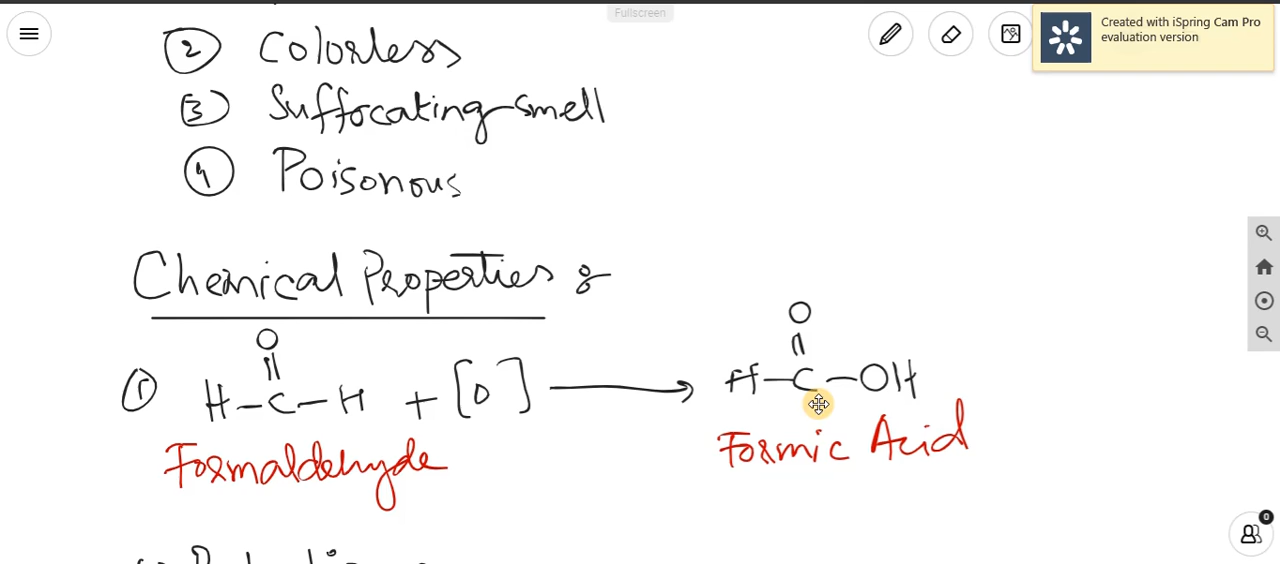 Fullscreen
Created with iSpring Cam Pro
evaluation version
② Colorless
③ Suffocating smell
④ Poisonous
Chemical Properties :
O
||
① H-C-H + [O] → H-C-OH
O
||
Formaldehyde Formic Acid
0